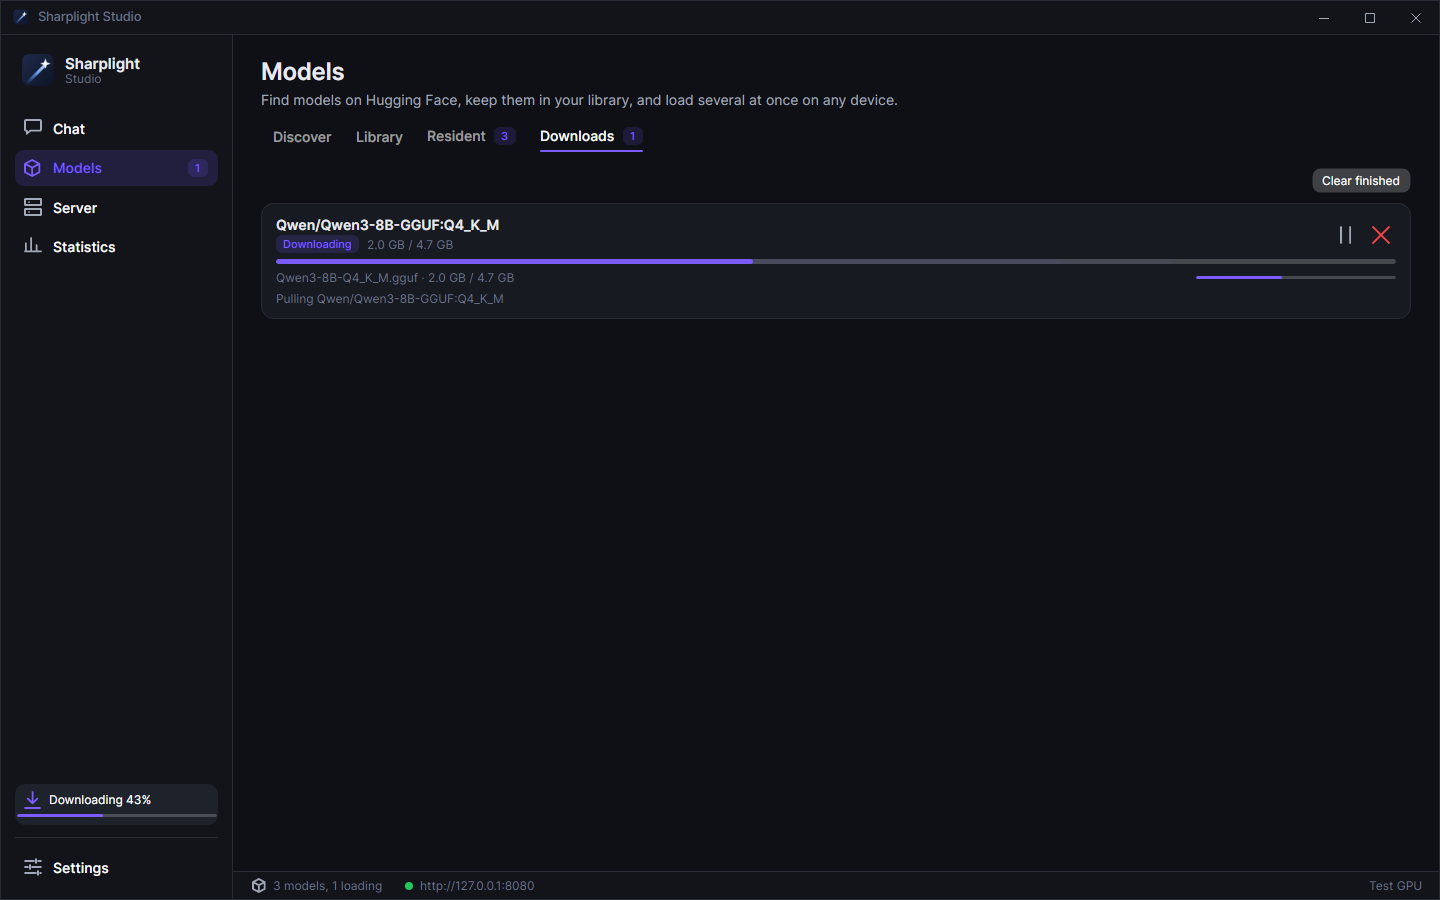 Sharplight Studio
Sharplight
Studio
Chat
Models 1
Server
Statistics
Downloading 43%
Settings
Models
Find models on Hugging Face, keep them in your library, and load several at once on any device.
Discover Library Resident 3 Downloads 1
Clear finished
Qwen/Qwen3-8B-GGUF:Q4_K_M
Downloading 2.0 GB / 4.7 GB
Qwen3-8B-Q4_K_M.gguf · 2.0 GB / 4.7 GB
Pulling Qwen/Qwen3-8B-GGUF:Q4_K_M
3 models, 1 loading http://127.0.0.1:8080 Test GPU